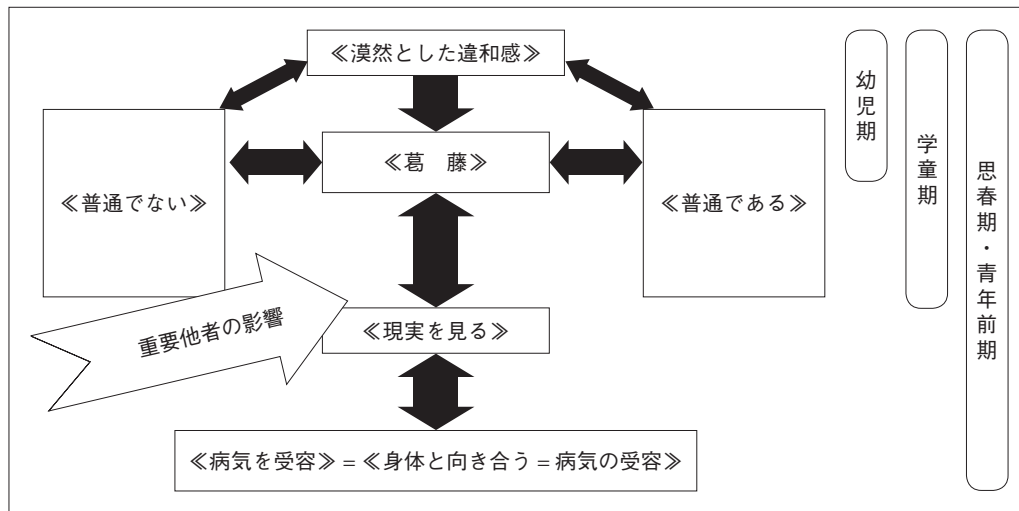 ≪漠然とした違和感≫
≪葛　藤≫
≪普通でない≫
≪普通である≫
重要他者の影響
≪現実を見る≫
≪病気を受容≫＝≪身体と向き合う＝病気の受容≫
幼児期
学童期
思春期・青年前期